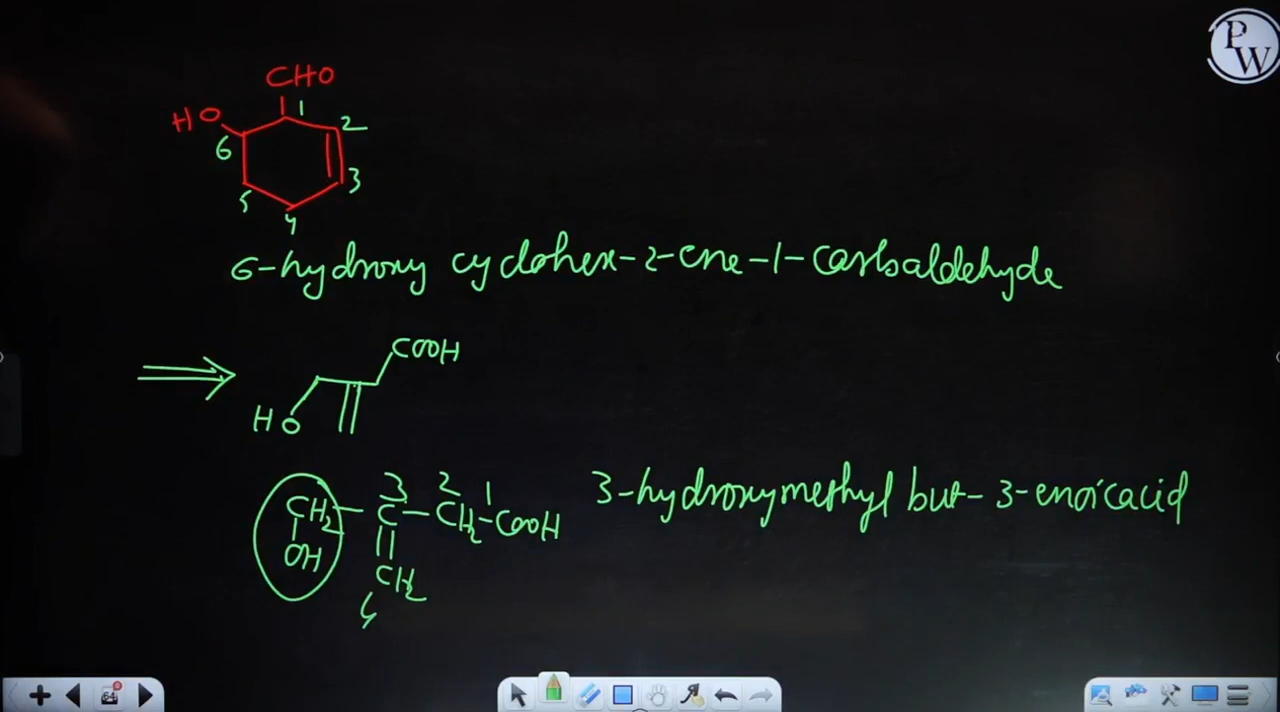 P
W
CHO
HO
1
2
6
3
5
4
6-hydroxy cyclohex-2-ene-1-carbaldehyde
COOH
HO
3 2 1
CH2-C-CH2-COOH
3-hydroxymethyl but-3-enoic acid
OH
CH2
4
64